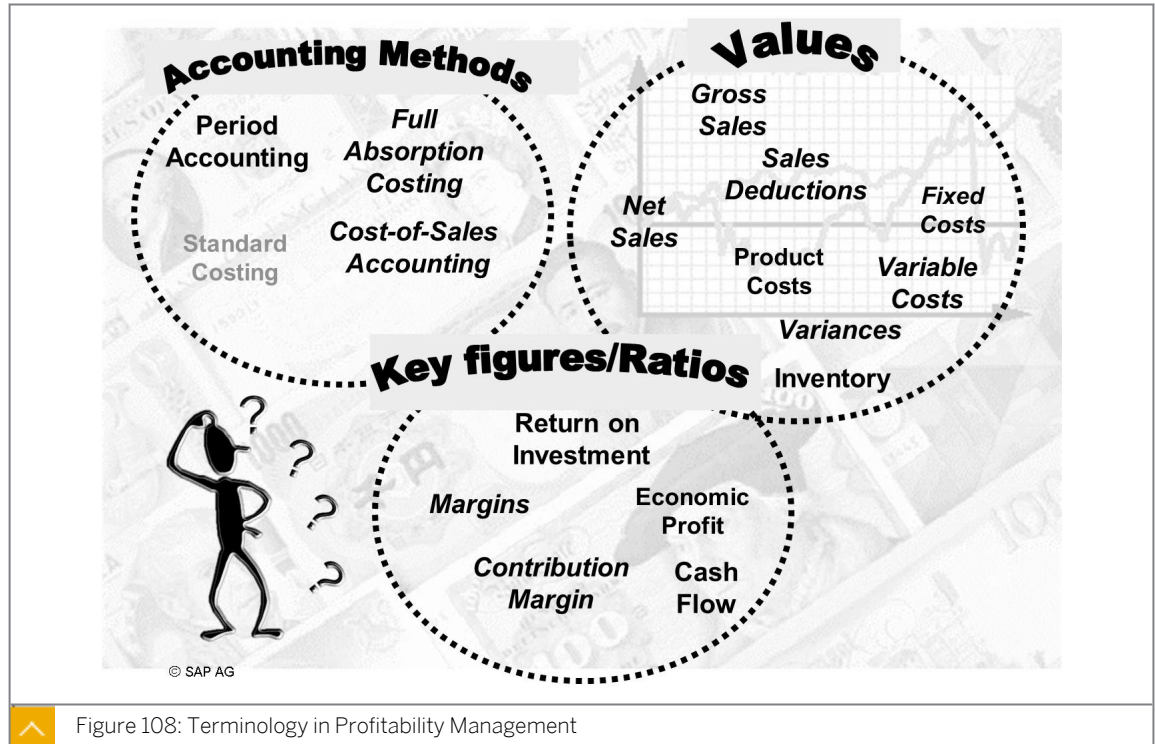 Accounting Methods
Period
Accounting
Full
Absorption
Costing
Standard
Costing
Cost-of-Sales
Accounting
Values
Gross
Sales
Sales
Deductions
Net
Sales
Fixed
Costs
Product
Costs
Variable
Costs
Variances
Inventory
Key figures/Ratios
Return on
Investment
Margins
Economic
Profit
Contribution
Margin
Cash
Flow
?
?
?
?
© SAP AG
Figure 108: Terminology in Profitability Management